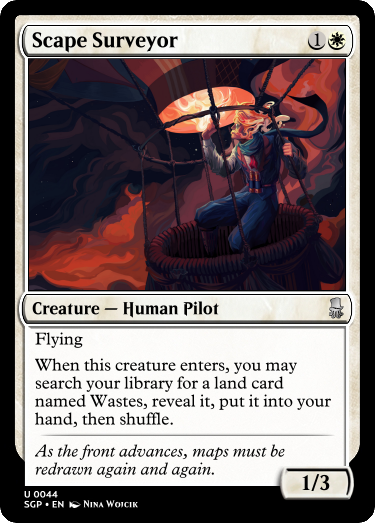 Scape Surveyor 1
Creature — Human Pilot
Flying
When this creature enters, you may
search your library for a land card
named Wastes, reveal it, put it into your
hand, then shuffle.
As the front advances, maps must be
redrawn again and again.
1/3
U 0044
SGP • EN Nina Wojcik